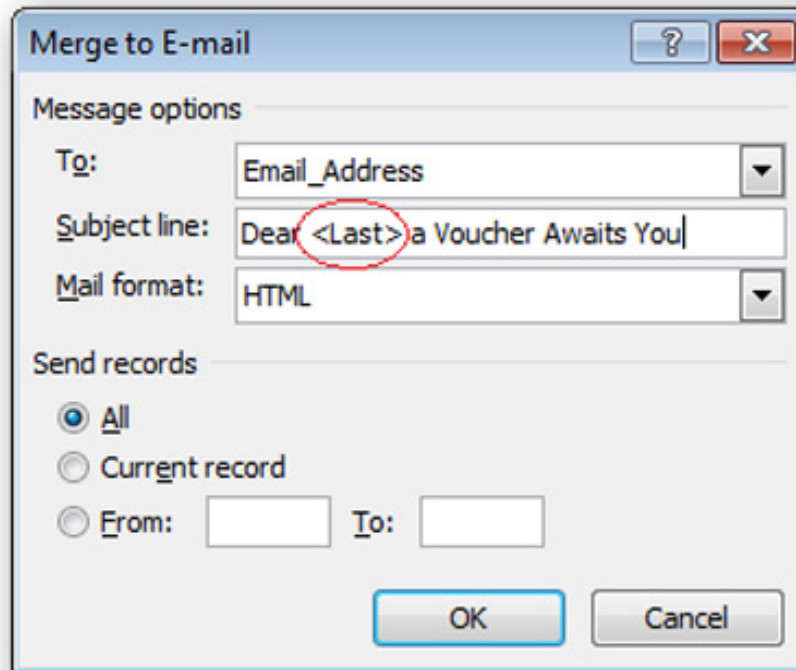 Merge to E-mail
Message options
To: Email_Address
Subject line: Dear <Last> a Voucher Awaits You
Mail format: HTML
Send records
All
Current record
From: To:
OK Cancel